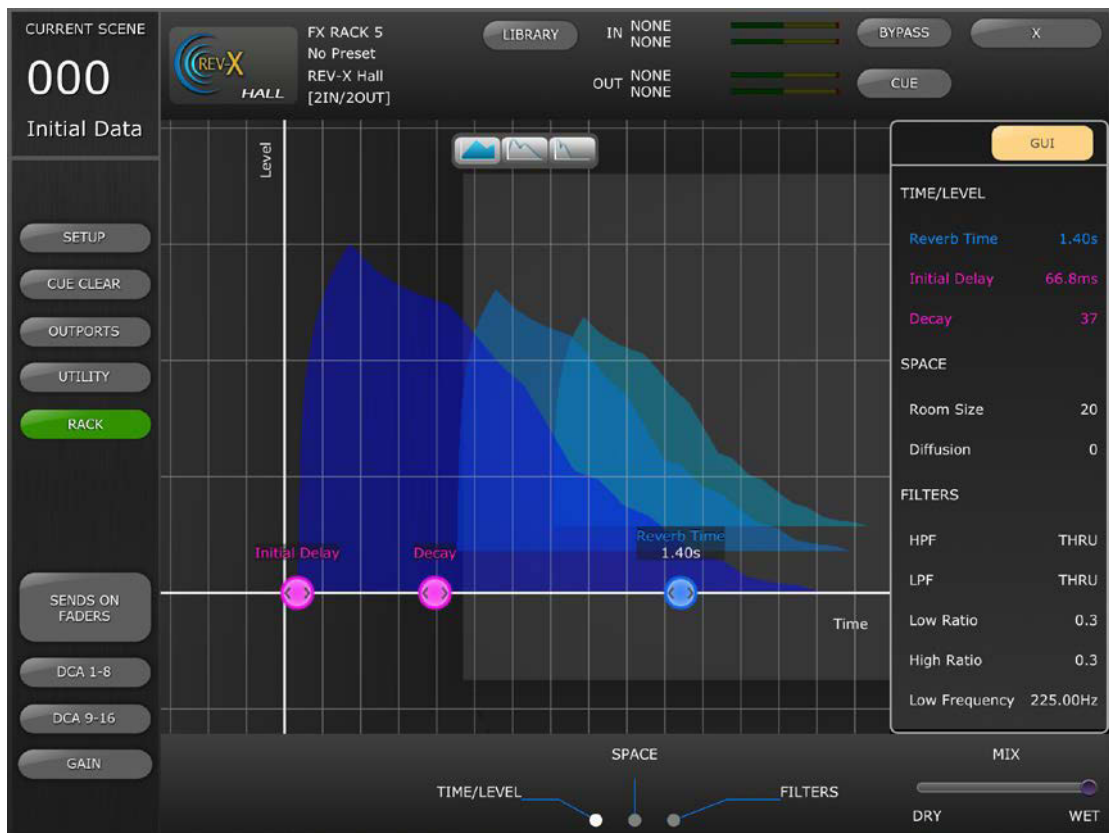 CURRENT SCENE
000
Initial Data
SETUP
CUE CLEAR
OUTPORTS
UTILITY
RACK
SENDS ON
FADERS
DCA 1-8
DCA 9-16
GAIN
REV-X
HALL
FX RACK 5
No Preset
REV-X Hall
[2IN/2OUT]
LIBRARY
IN NONE
NONE
OUT NONE
NONE
BYPASS
CUE
X
Level
Initial Delay
Decay
Reverb Time
1.40s
Time
GUI
TIME/LEVEL
Reverb Time 1.40s
Initial Delay 66.8ms
Decay 37
SPACE
Room Size 20
Diffusion 0
FILTERS
HPF THRU
LPF THRU
Low Ratio 0.3
High Ratio 0.3
Low Frequency 225.00Hz
SPACE
TIME/LEVEL
FILTERS
MIX
DRY WET